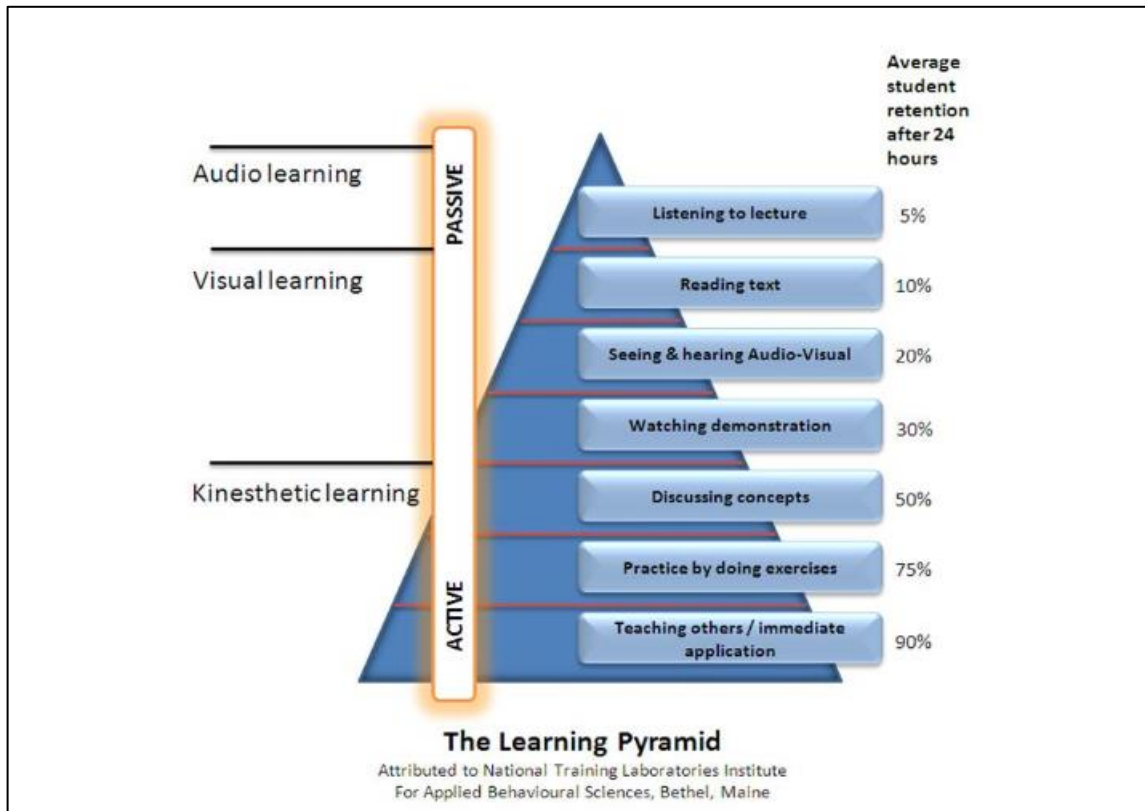 Average
student
retention
after 24
hours
Audio learning
PASSIVE
Listening to lecture
5%
Visual learning
Reading text
10%
Seeing & hearing Audio-Visual
20%
Watching demonstration
30%
Kinesthetic learning
Discussing concepts
50%
Practice by doing exercises
75%
ACTIVE
Teaching others / immediate
application
90%
The Learning Pyramid
Attributed to National Training Laboratories Institute
For Applied Behavioural Sciences, Bethel, Maine